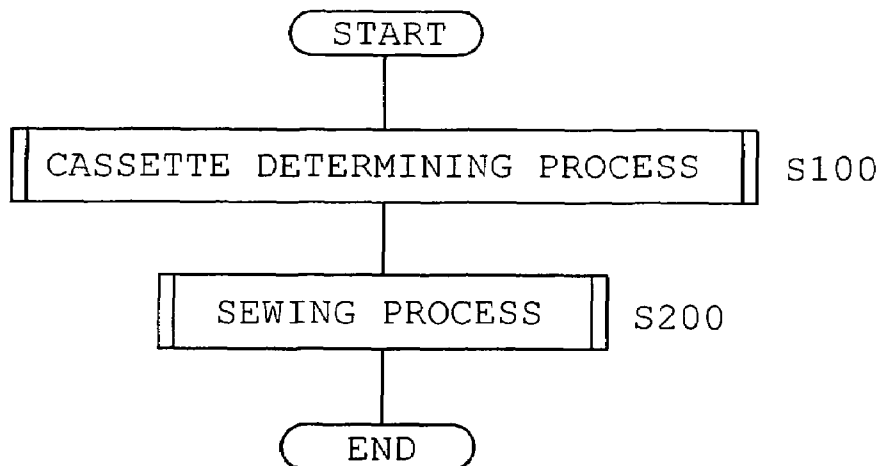 START
CASSETTE DETERMINING PROCESS S100
SEWING PROCESS S200
END